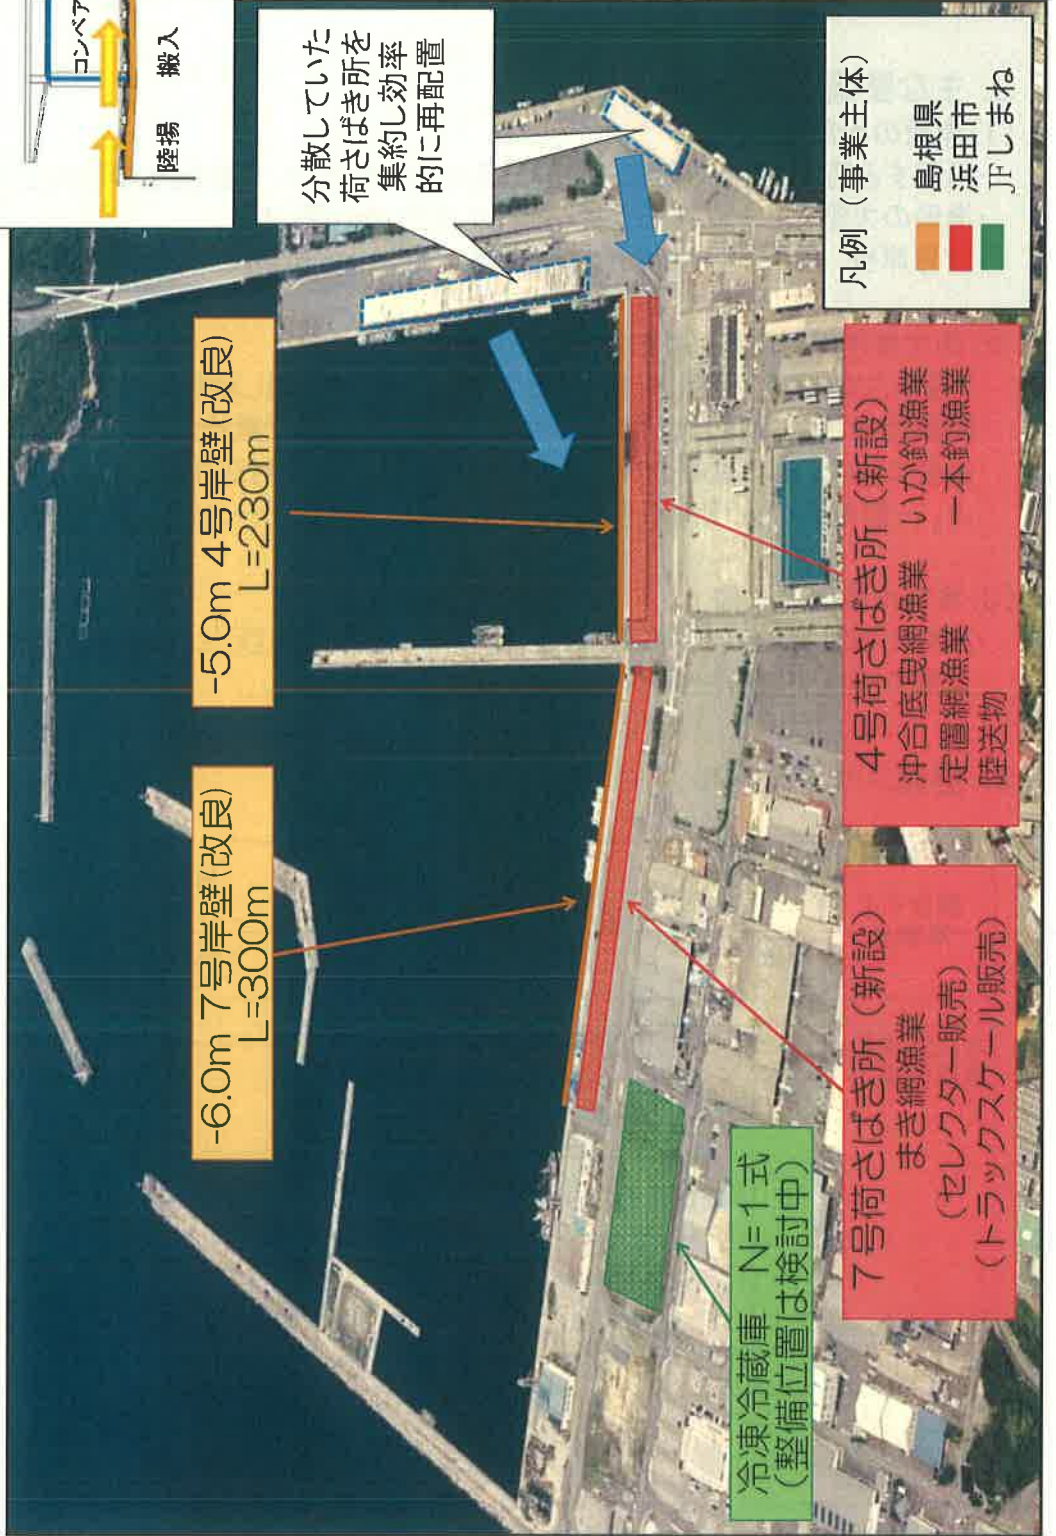 コンベア
陸揚 搬入
分散していた
荷さばき所を
集約し効率
的に再配置
-6.0m 7号岸壁(改良)
L=300m
-5.0m 4号岸壁(改良)
L=230m
冷凍冷蔵庫 N=1式
(整備位置は検討中)
7号荷さばき所(新設)
まき網漁業
(セレクター販売)
(トラックスケール販売)
4号荷さばき所(新設)
沖合底曳網漁業 いか釣漁業
定置網漁業 一本釣漁業
陸送物
凡例(事業主体)
島根県
浜田市
JFしまね